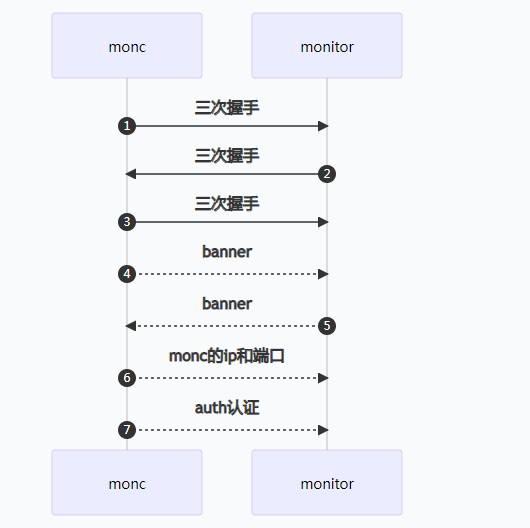 monc
monitor
三次握手
1
三次握手
2
三次握手
3
banner
4
banner
5
monc的ip和端口
6
auth认证
7
monc
monitor